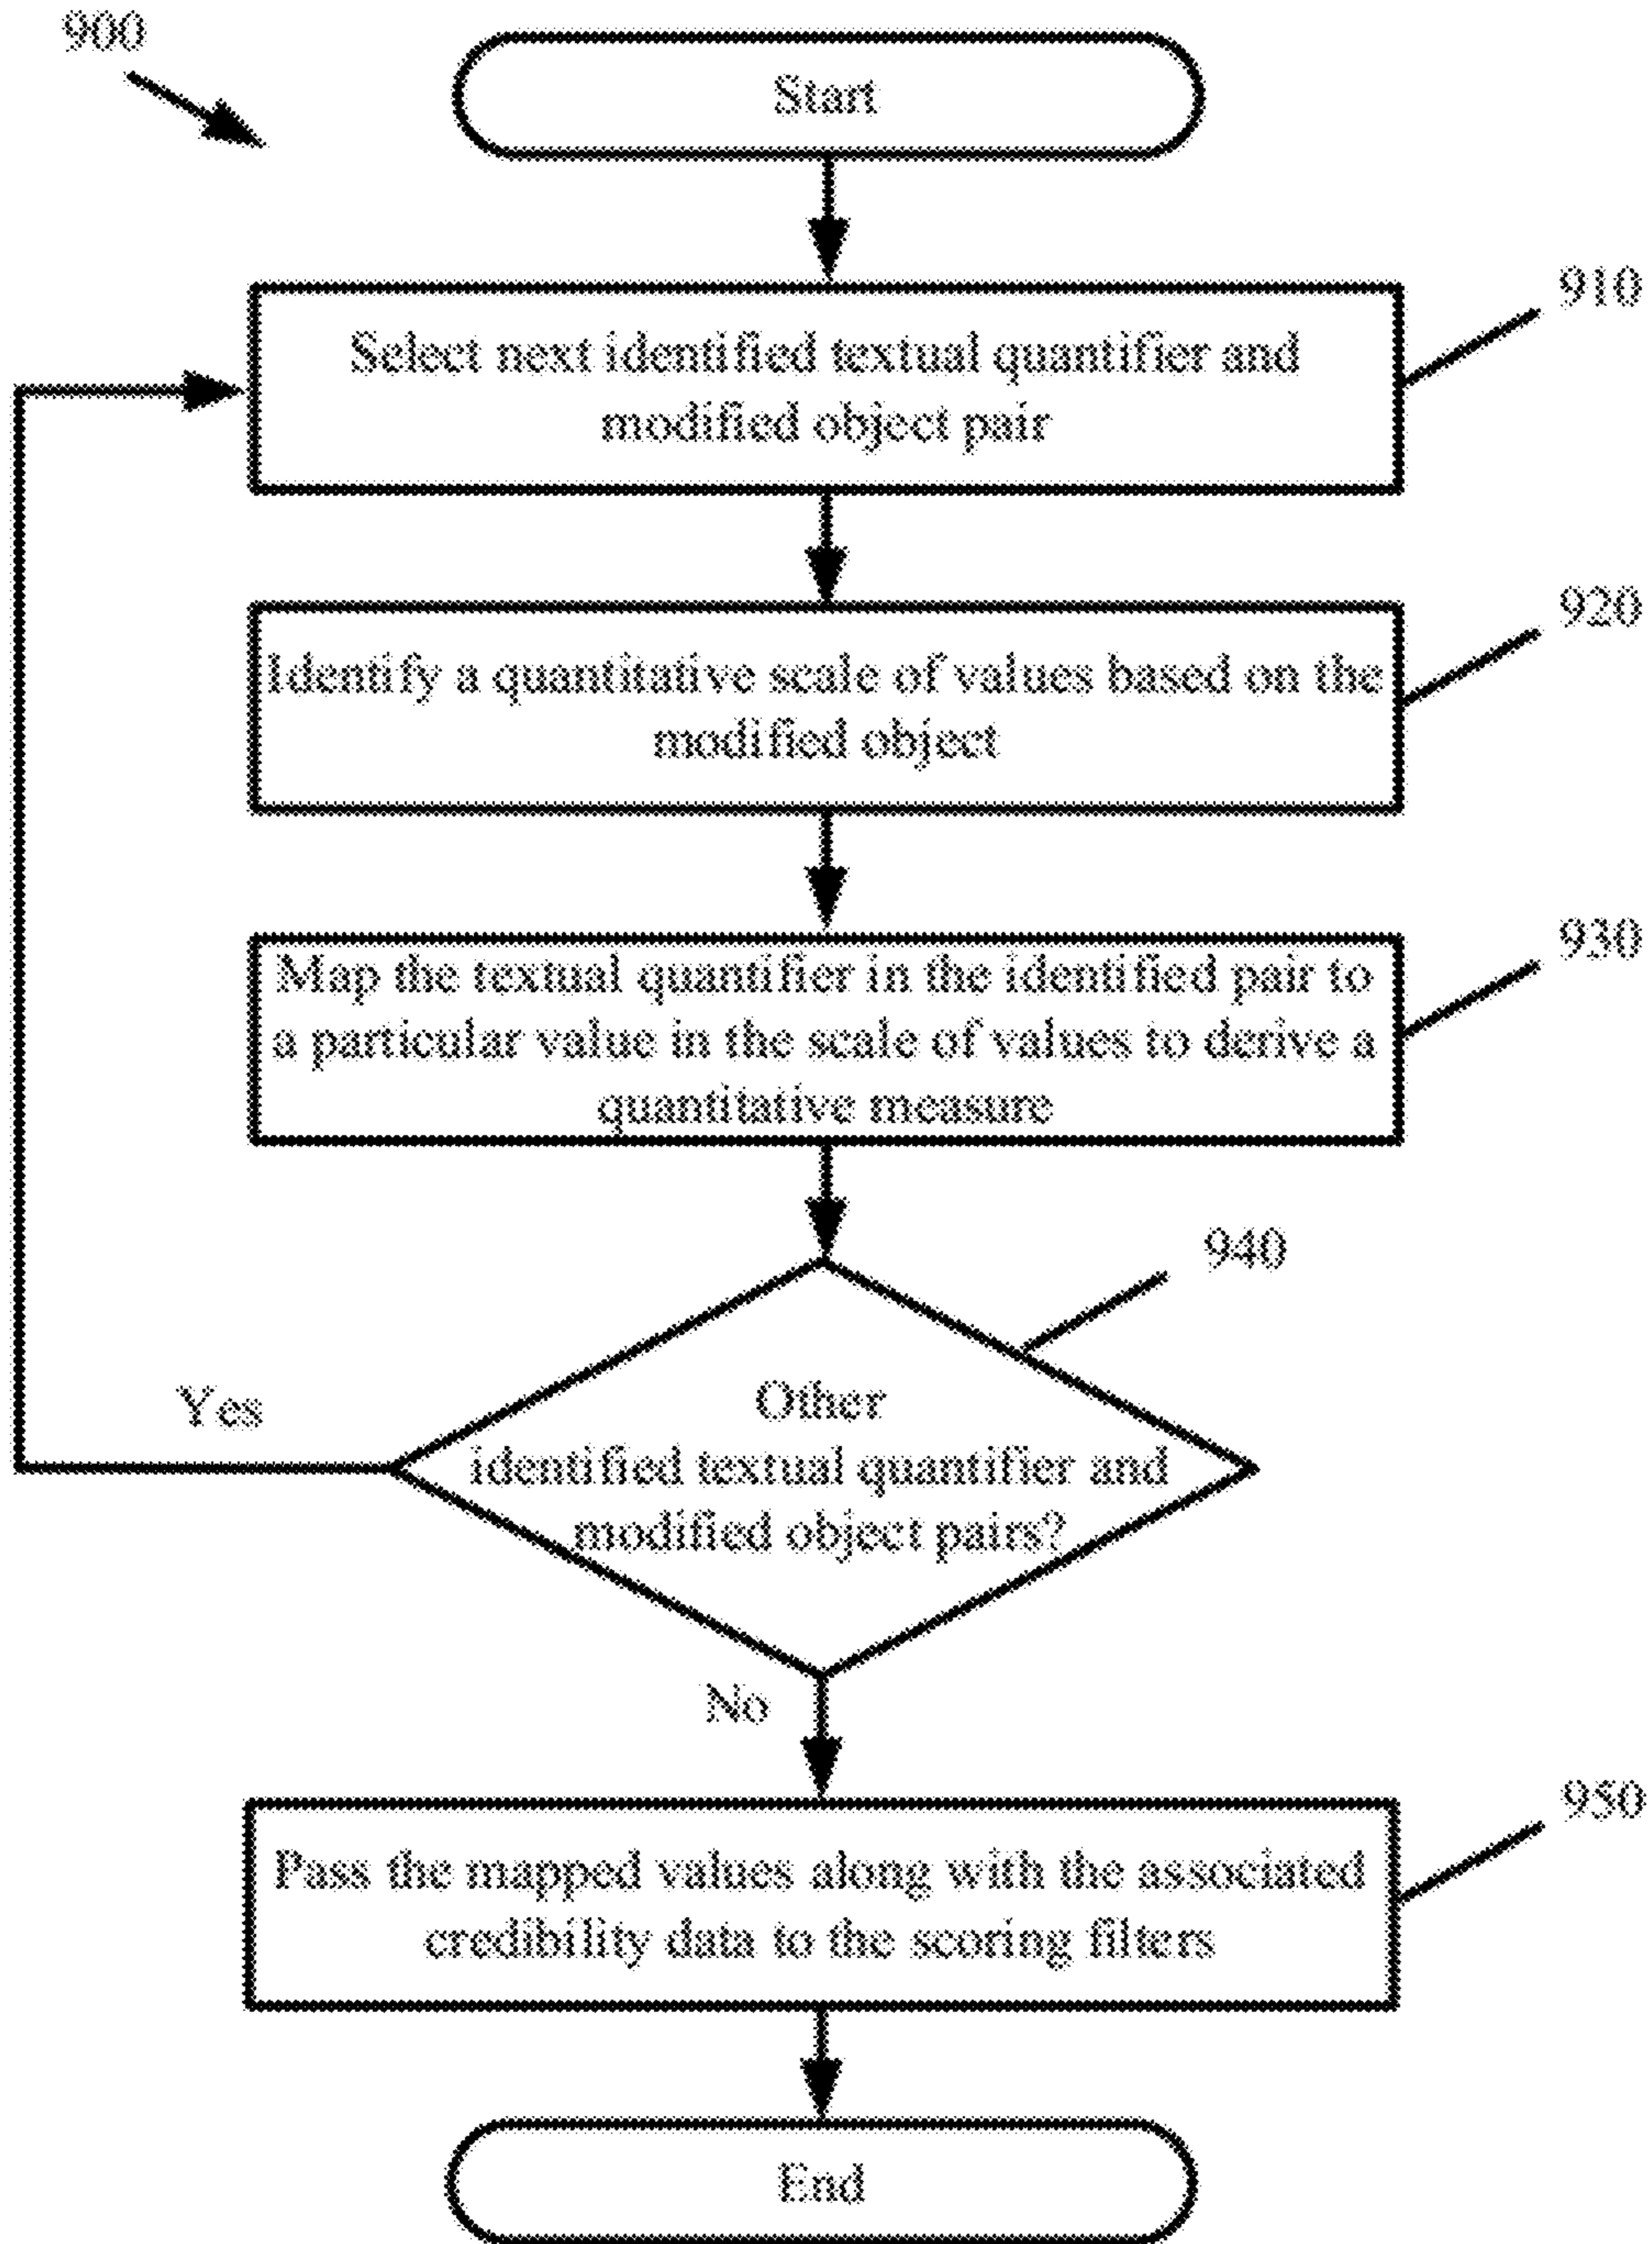 900
Start
910
Select next identified textual quantifier and
modified object pair
920
Identify a quantitative scale of values based on the
modified object
930
Map the textual quantifier in the identified pair to
a particular value in the scale of values to derive a
quantitative measure
940
Other
identified textual quantifier and
modified object pairs?
Yes
No
950
Pass the mapped values along with the associated
credibility data to the scoring filters
End